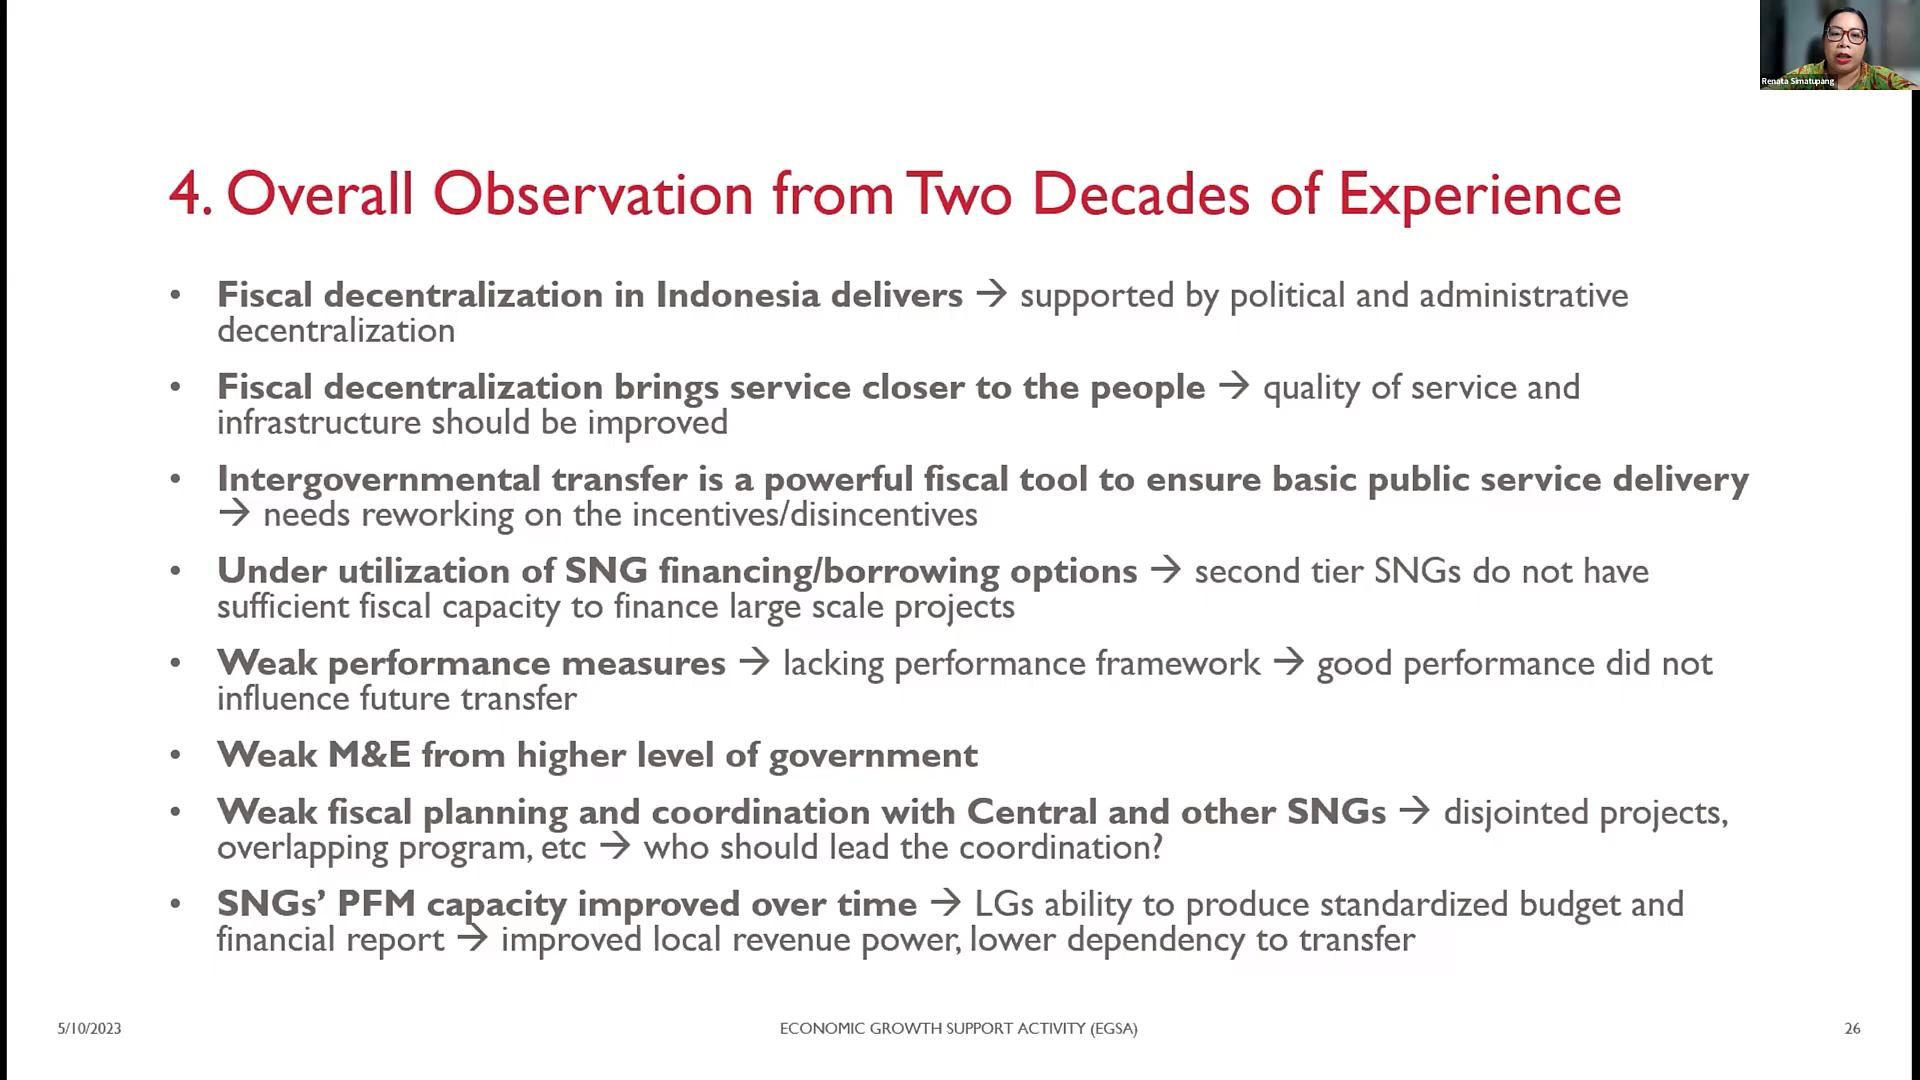 Renata Simatupang
4. Overall Observation from Two Decades of Experience
• Fiscal decentralization in Indonesia delivers → supported by political and administrative
decentralization
• Fiscal decentralization brings service closer to the people → quality of service and
infrastructure should be improved
• Intergovernmental transfer is a powerful fiscal tool to ensure basic public service delivery
→ needs reworking on the incentives/disincentives
• Under utilization of SNG financing/borrowing options → second tier SNGs do not have
sufficient fiscal capacity to finance large scale projects
• Weak performance measures → lacking performance framework → good performance did not
influence future transfer
• Weak M&E from higher level of government
• Weak fiscal planning and coordination with Central and other SNGs → disjointed projects,
overlapping program, etc → who should lead the coordination?
• SNGs’ PFM capacity improved over time → LGs ability to produce standardized budget and
financial report → improved local revenue power, lower dependency to transfer
5/10/2023
ECONOMIC GROWTH SUPPORT ACTIVITY (EGSA)
26